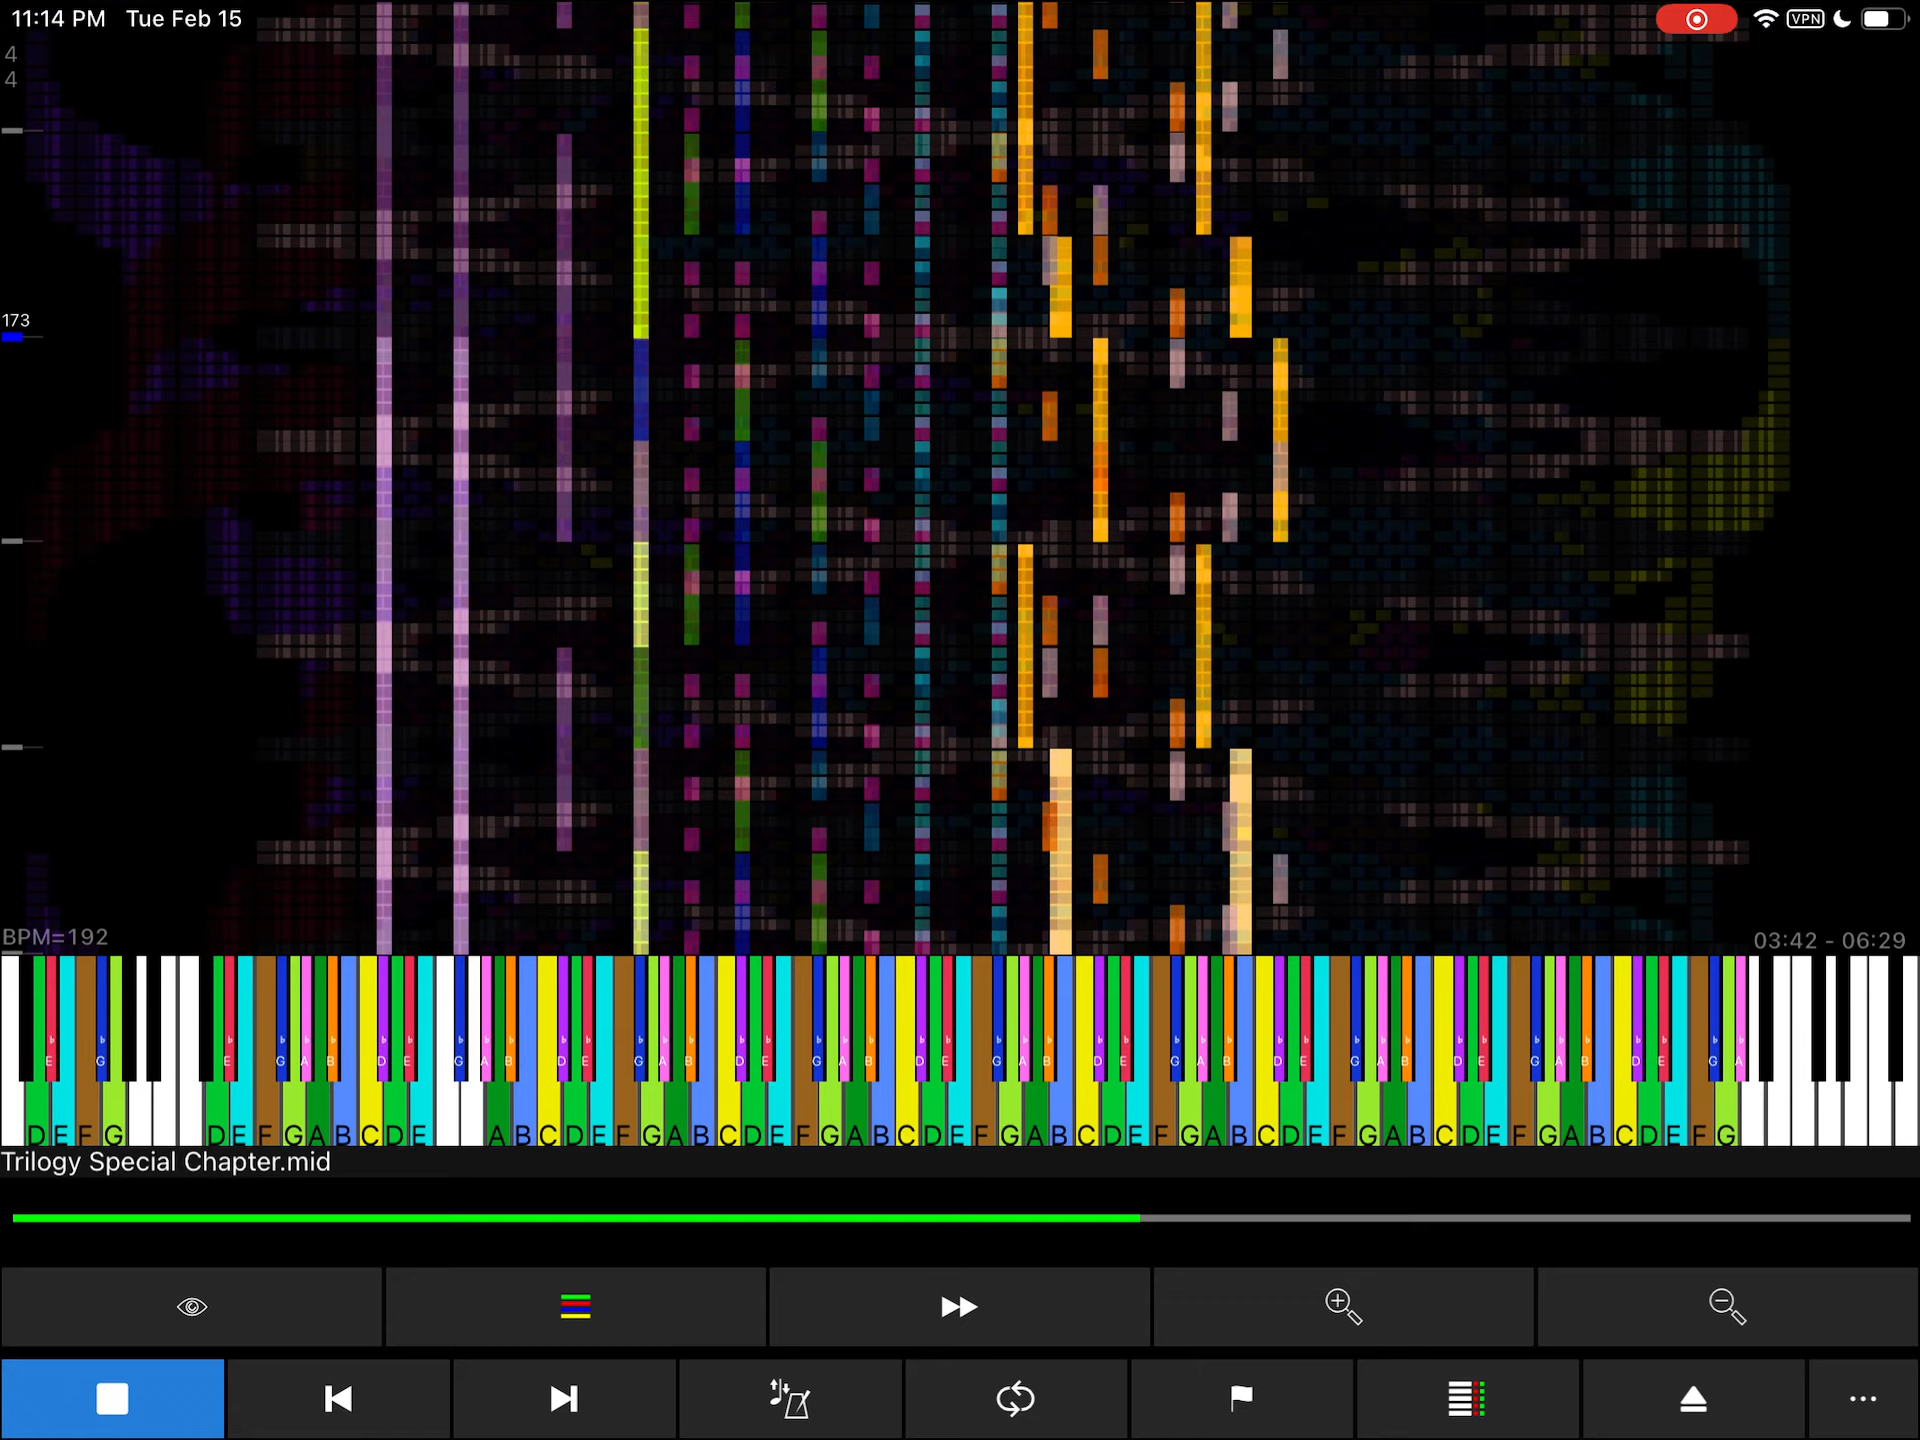 11:14 PM Tue Feb 15
VPN
4
4
173
BPM=192
03:42 - 06:29
♭E ♭G ♭E ♭G ♭A ♭B ♭D ♭E ♭G ♭A ♭B ♭D ♭E ♭G ♭A ♭B ♭D ♭E ♭G ♭A ♭B ♭D ♭E ♭G ♭A ♭B ♭D ♭E ♭G ♭A ♭B ♭D ♭E ♭G ♭A ♭B ♭D ♭E ♭G ♭A ♭B ♭D ♭E ♭G ♭A
D E F G D E F G A B C D E A B C D E F G A B C D E F G A B C D E F G A B C D E F G A B C D E F G A B C D E F G A B C D E F G
Trilogy Special Chapter.mid